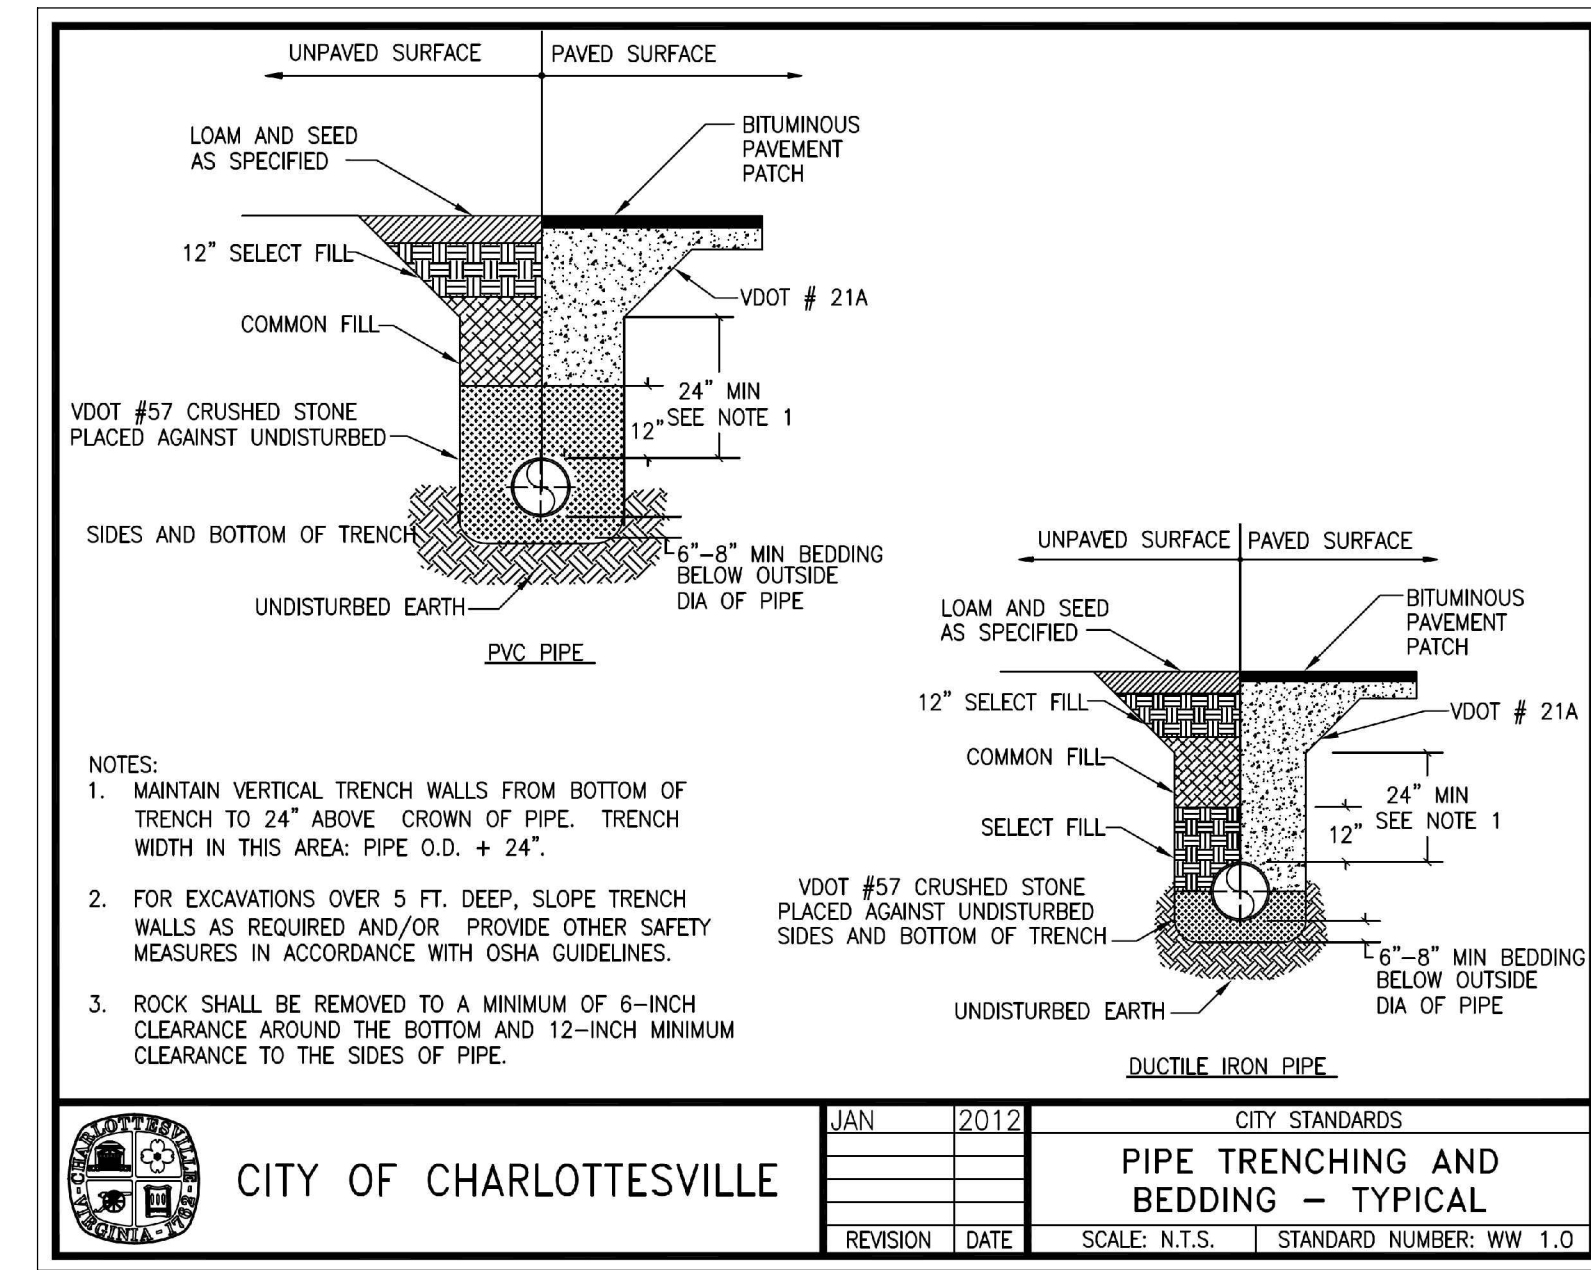 UNPAVED SURFACE
PAVED SURFACE
LOAM AND SEED
AS SPECIFIED
BITUMINOUS
PAVEMENT
PATCH
12" SELECT FILL
VDOT # 21A
COMMON FILL
24" MIN
SEE NOTE 1
12"
VDOT #57 CRUSHED STONE
PLACED AGAINST UNDISTURBED
SIDES AND BOTTOM OF TRENCH
6"-8" MIN BEDDING
BELOW OUTSIDE
DIA OF PIPE
UNDISTURBED EARTH
PVC PIPE
UNPAVED SURFACE
PAVED SURFACE
LOAM AND SEED
AS SPECIFIED
BITUMINOUS
PAVEMENT
PATCH
12" SELECT FILL
VDOT # 21A
COMMON FILL
24" MIN
SEE NOTE 1
12"
SELECT FILL
VDOT #57 CRUSHED STONE
PLACED AGAINST UNDISTURBED
SIDES AND BOTTOM OF TRENCH
6"-8" MIN BEDDING
BELOW OUTSIDE
DIA OF PIPE
UNDISTURBED EARTH
DUCTILE IRON PIPE
NOTES:
1. MAINTAIN VERTICAL TRENCH WALLS FROM BOTTOM OF
TRENCH TO 24" ABOVE CROWN OF PIPE. TRENCH
WIDTH IN THIS AREA: PIPE O.D. + 24".
2. FOR EXCAVATIONS OVER 5 FT. DEEP, SLOPE TRENCH
WALLS AS REQUIRED AND/OR PROVIDE OTHER SAFETY
MEASURES IN ACCORDANCE WITH OSHA GUIDELINES.
3. ROCK SHALL BE REMOVED TO A MINIMUM OF 6-INCH
CLEARANCE AROUND THE BOTTOM AND 12-INCH MINIMUM
CLEARANCE TO THE SIDES OF PIPE.
CHARLOTTESVILLE - VIRGINIA - 1762 -
CITY OF CHARLOTTESVILLE
JAN 2012
REVISION DATE
CITY STANDARDS
PIPE TRENCHING AND
BEDDING - TYPICAL
SCALE: N.T.S.
STANDARD NUMBER: WW 1.0